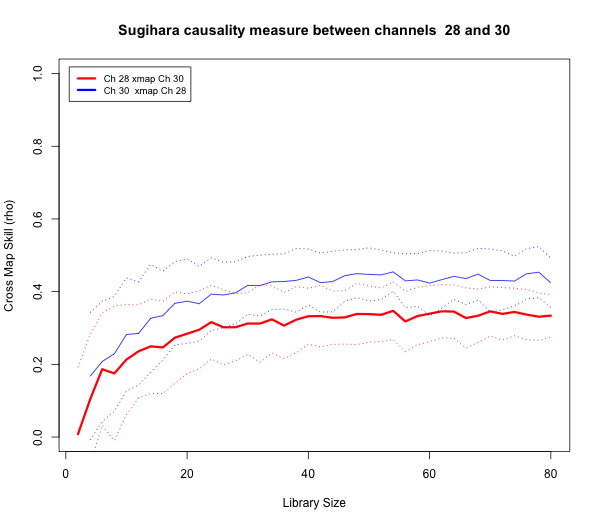 Sugihara causality measure between channels  28 and 30
Ch 28 xmap Ch 30
Ch 30  xmap Ch 28
Cross Map Skill (rho)
1.0
0.8
0.6
0.4
0.2
0.0
0 20 40 60 80
Library Size